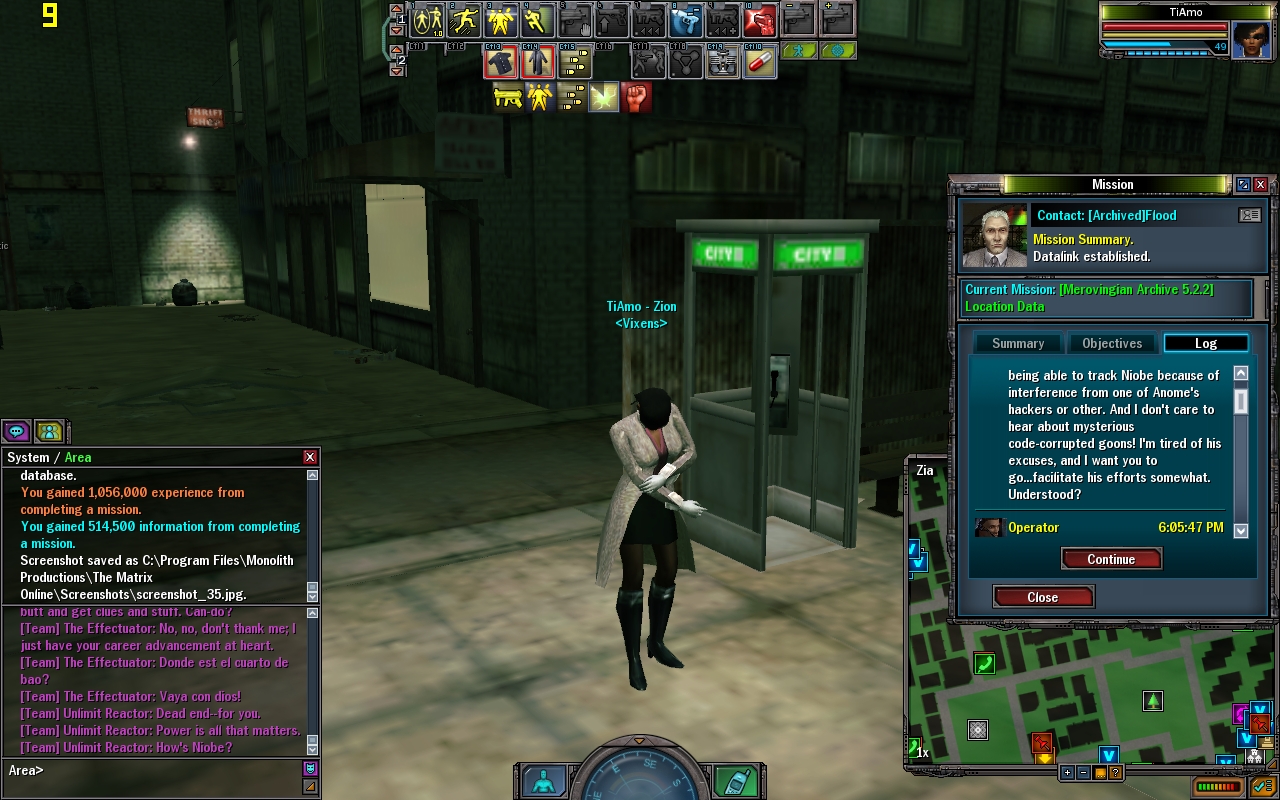 9
1
2
TiAmo
49
THRIFT
SHOP
CITY
CITY
TiAmo - Zion
<Vixens>
Mission
Contact: [Archived]Flood
Mission Summary.
Datalink established.
Current Mission: [Merovingian Archive 5.2.2]
Location Data
Summary Objectives Log
being able to track Niobe because of
interference from one of Anome's
hackers or other. And I don't care to
hear about mysterious
code-corrupted goons! I'm tired of his
excuses, and I want you to
go...facilitate his efforts somewhat.
Understood?
Operator 6:05:47 PM
Continue
Close
System / Area
database.
You gained 1,056,000 experience from
completing a mission.
You gained 514,500 information from completing
a mission.
Screenshot saved as C:\Program Files\Monolith
Productions\The Matrix
Online\Screenshots\screenshot_35.jpg.
butt and get clues and stuff. Can-do?
[Team] The Effectuator: No, no, don't thank me; I
just have your career advancement at heart.
[Team] The Effectuator: Donde est el cuarto de
bao?
[Team] The Effectuator: Vaya con dios!
[Team] Unlimit Reactor: Dead end--for you.
[Team] Unlimit Reactor: Power is all that matters.
[Team] Unlimit Reactor: How's Niobe?
Area>
Zia
1x
E SE S
NE